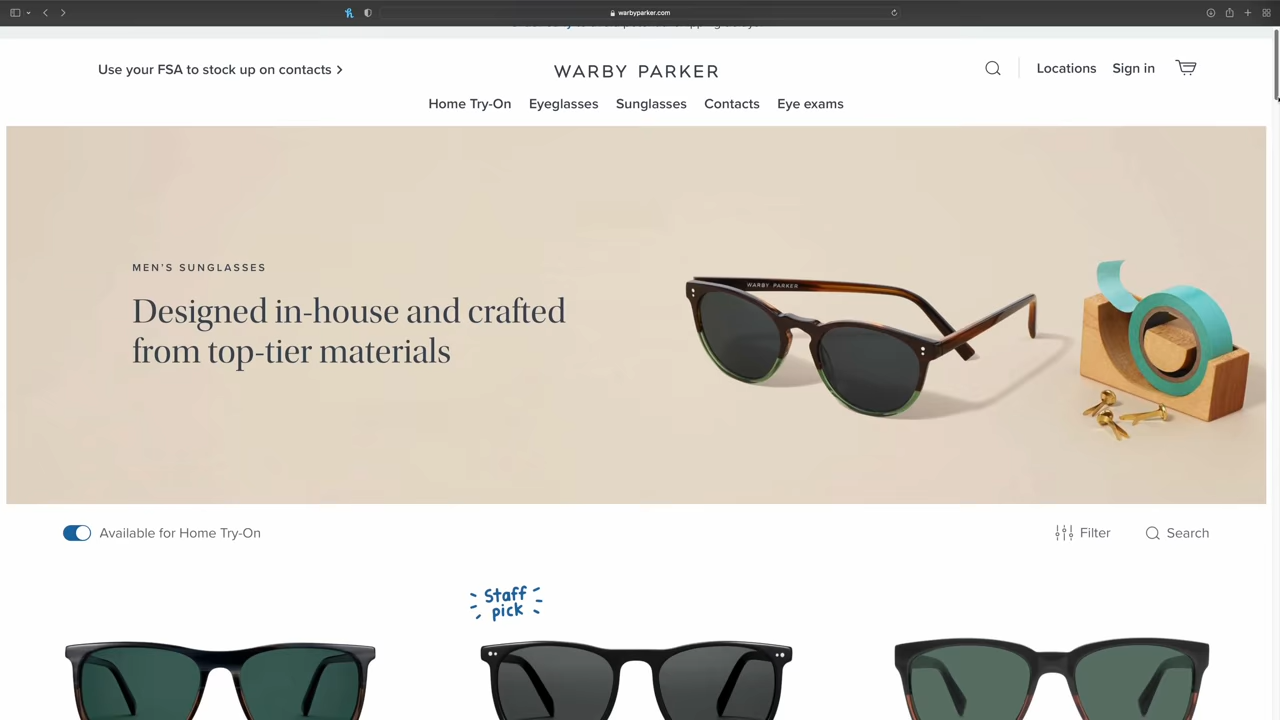 warbyparker.com
Use your FSA to stock up on contacts
WARBY PARKER
Locations
Sign in
Home Try-On
Eyeglasses
Sunglasses
Contacts
Eye exams
WARBY PARKER
MEN'S SUNGLASSES
Designed in-house and crafted
from top-tier materials
Available for Home Try-On
Filter
Search
Staff
pick